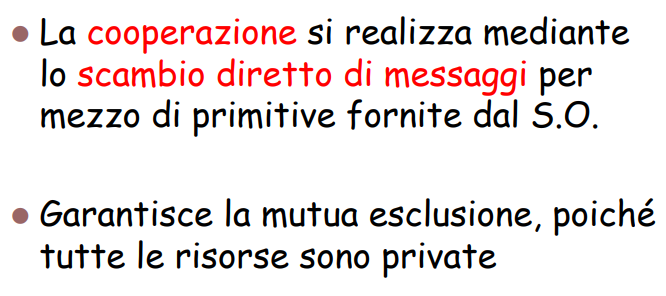 La cooperazione si realizza mediante
lo scambio diretto di messaggi per
mezzo di primitive fornite dal S.O.
Garantisce la mutua esclusione, poiché
tutte le risorse sono private